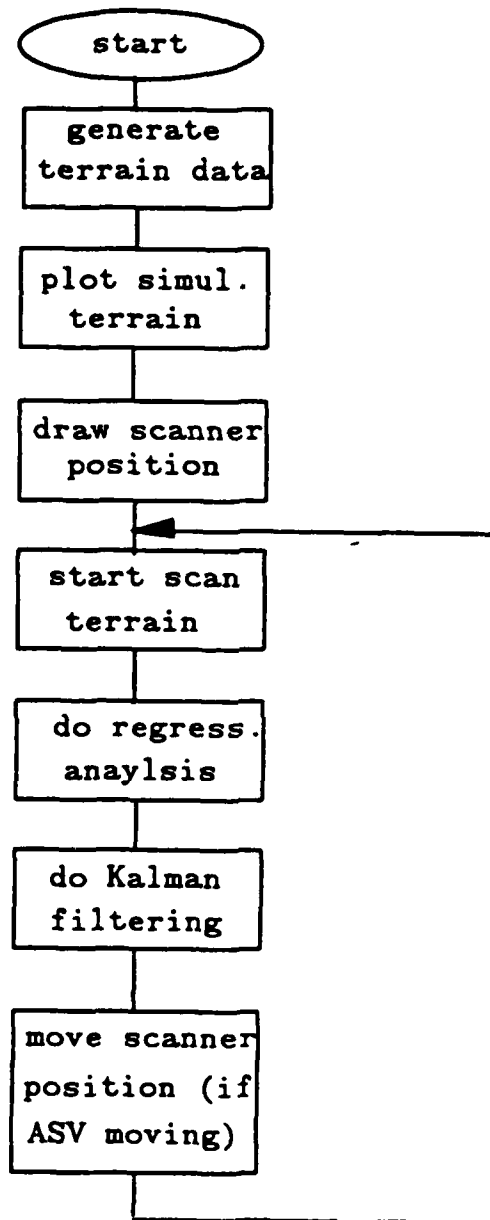 start
generate
terrain data
plot simul.
terrain
draw scanner
position
start scan
terrain
do regress.
anaylsis
do Kalman
filtering
move scanner
position (if
ASV moving)